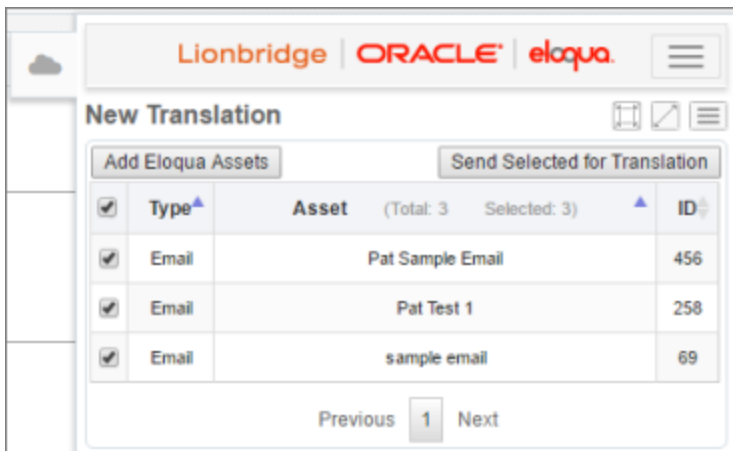 Lionbridge | ORACLE | eloqua.
New Translation
Add Eloqua Assets Send Selected for Translation
Type Asset (Total: 3 Selected: 3) ID
Email Pat Sample Email 456
Email Pat Test 1 258
Email sample email 69
Previous 1 Next